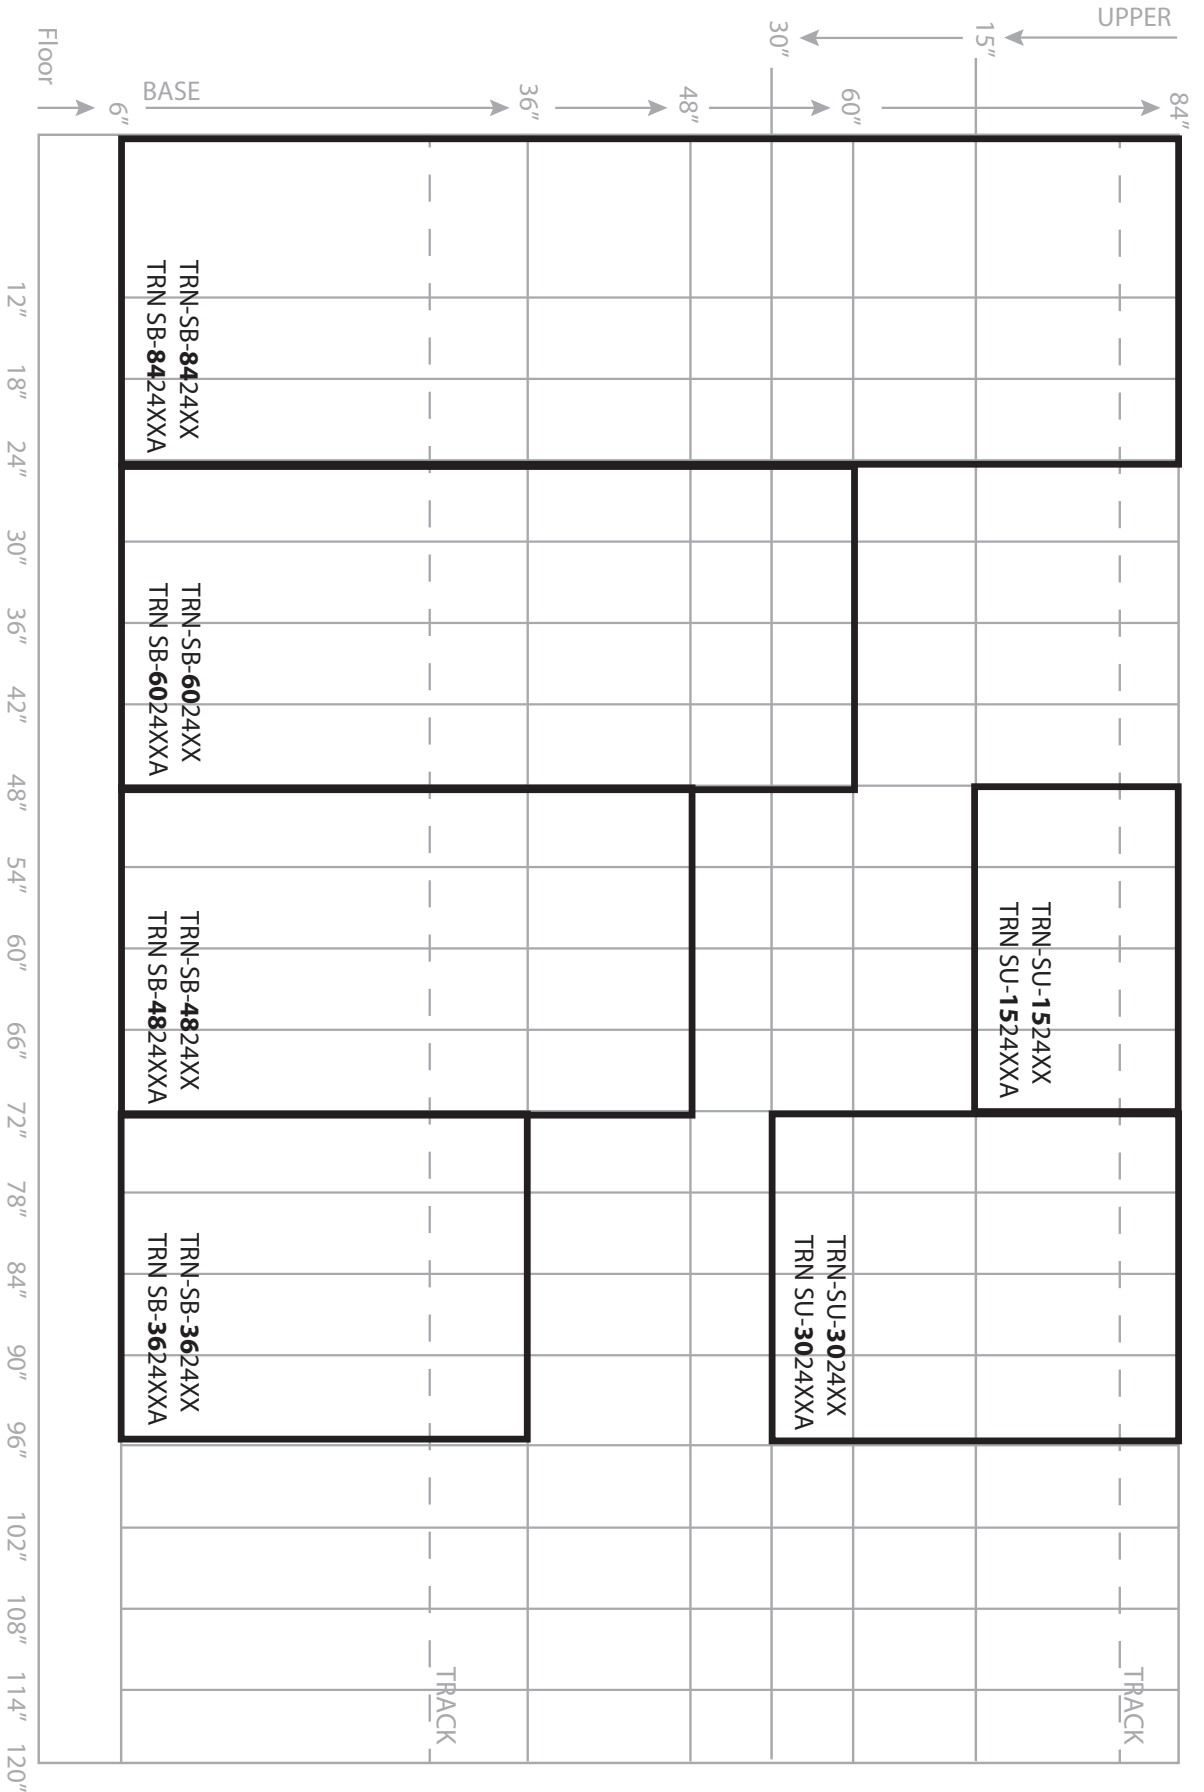 UPPER
15″
30″
Floor
6″
BASE
36″
48″
60″
84″
TRN-SB-8424XX
TRN SB-8424XXA
TRN-SB-6024XX
TRN SB-6024XXA
TRN-SB-4824XX
TRN SB-4824XXA
TRN-SB-3624XX
TRN SB-3624XXA
TRN-SU-1524XX
TRN SU-1524XXA
TRN-SU-3024XX
TRN SU-3024XXA
TRACK
TRACK
12″
18″
24″
30″
36″
42″
48″
54″
60″
66″
72″
78″
84″
90″
96″
102″
108″
114″
120″